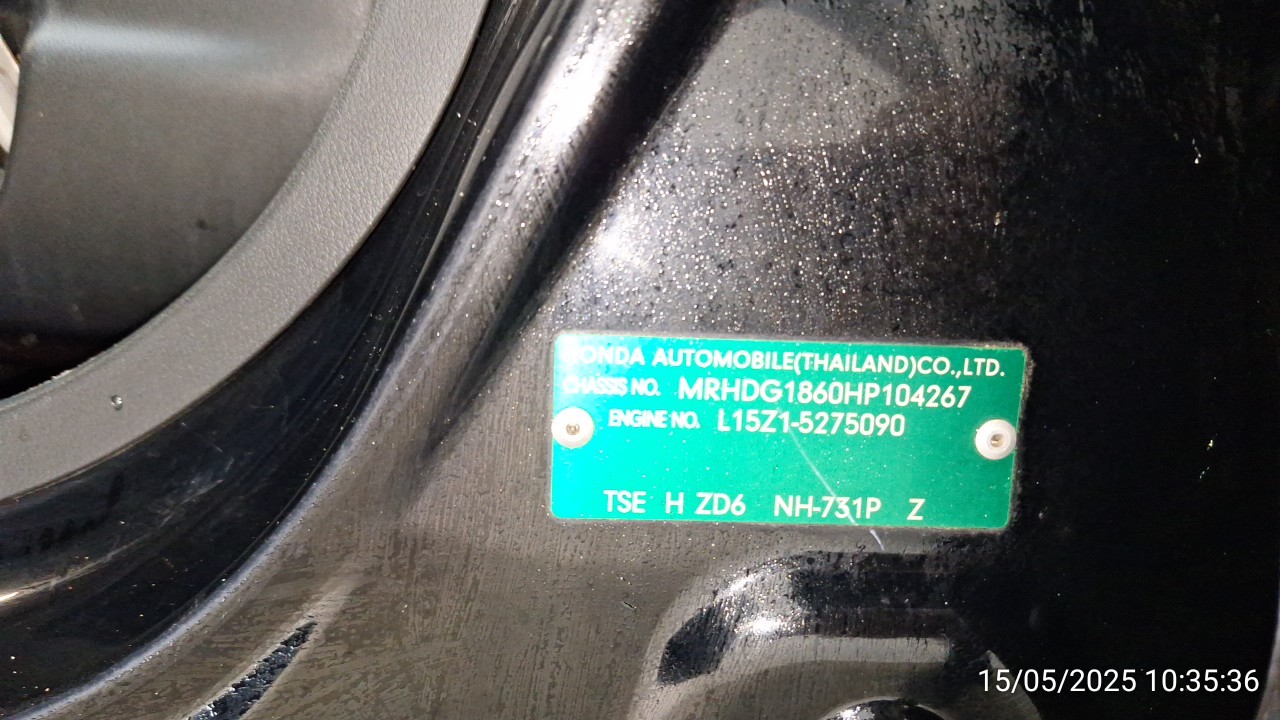 HONDA AUTOMOBILE(THAILAND)CO.,LTD.
CHASSIS NO. MRHDG1860HP104267
ENGINE NO. L15Z1-5275090
TSE H ZD6 NH-731P Z
15/05/2025 10:35:36